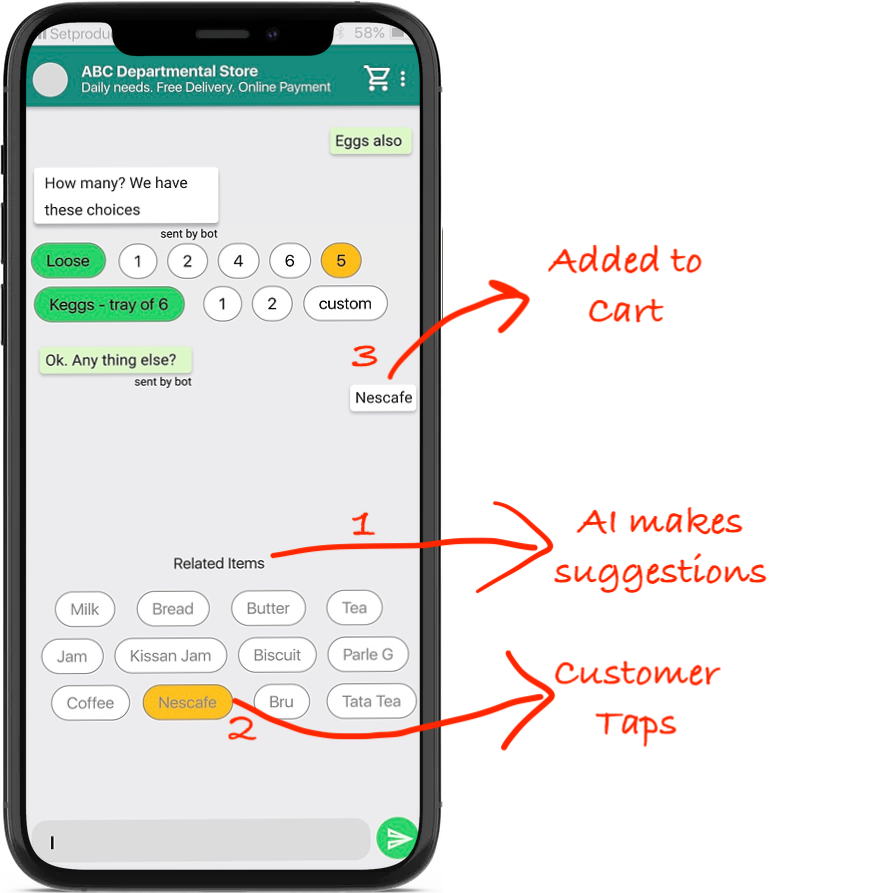 Setprodu 58%
ABC Departmental Store
Daily needs. Free Delivery. Online Payment
Eggs also
How many? We have
these choices
sent by bot
Loose 1 2 4 6 5
Keggs - tray of 6 1 2 custom
Added to
Cart
Ok. Any thing else?
sent by bot
3
Nescafe
1
AI makes
suggestions
Related Items
Milk Bread Butter Tea
Jam Kissan Jam Biscuit Parle G
Coffee Nescafe Bru Tata Tea
2
Customer
Taps